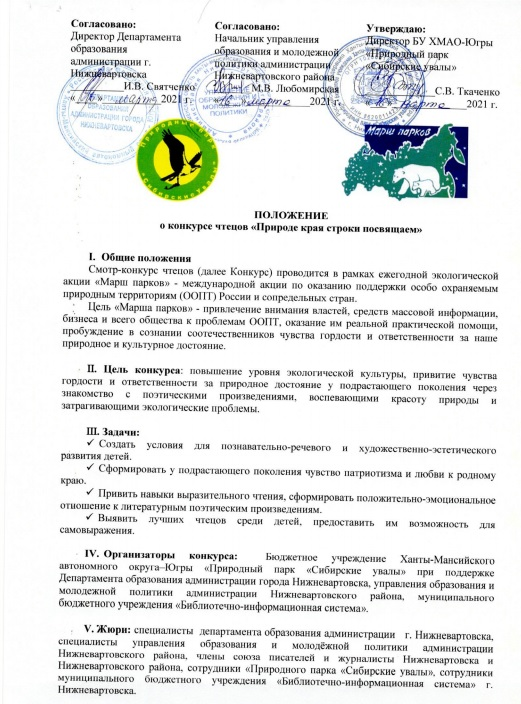 Согласовано:
Директор Департамента
образования
администрации г.
Нижневартовска
И.В. Святченко
«16» марта 2021 г.
Согласовано:
Начальник управления
образования и молодежной
политики администрации
Нижневартовского района
М.В. Любомирская
«16» марта 2021 г.
Утверждаю:
Директор БУ ХМАО-Югры
«Природный парк
«Сибирские увалы»
С.В. Ткаченко
марта 2021 г.
Марш парков
ПОЛОЖЕНИЕ
о конкурсе чтецов «Природе края строки посвящаем»
I. Общие положения
Смотр-конкурс чтецов (далее Конкурс) проводится в рамках ежегодной экологической
акции «Марш парков» - международной акции по оказанию поддержки особо охраняемым
природным территориям (ООПТ) России и сопредельных стран.
Цель «Марша парков» - привлечение внимания властей, средств массовой информации,
бизнеса и всего общества к проблемам ООПТ, оказание им реальной практической помощи,
пробуждение в сознании соотечественников чувства гордости и ответственности за наше
природное и культурное достояние.
II. Цель конкурса: повышение уровня экологической культуры, привитие чувства
гордости и ответственности за природное достояние у подрастающего поколения через
знакомство с поэтическими произведениями, воспевающими красоту природы и
затрагивающими экологические проблемы.
III. Задачи:
✓ Создать условия для познавательно-речевого и художественно-эстетического
развития детей.
✓ Сформировать у подрастающего поколения чувство патриотизма и любви к родному
краю.
✓ Привить навыки выразительного чтения, сформировать положительно-эмоциональное
отношение к литературным поэтическим произведениям.
✓ Выявить лучших чтецов среди детей, предоставить им возможность для
самовыражения.
IV. Организаторы конкурса: Бюджетное учреждение Ханты-Мансийского
автономного округа–Югры «Природный парк «Сибирские увалы» при поддержке
Департамента образования администрации города Нижневартовска, управления образования и
молодежной политики администрации Нижневартовского района, муниципального
бюджетного учреждения «Библиотечно-информационная система».
V. Жюри: специалисты департамента образования администрации г. Нижневартовска,
специалисты управления образования и молодёжной политики администрации
Нижневартовского района, члены союза писателей и журналисты Нижневартовска и
Нижневартовского района, сотрудники «Природного парка «Сибирские увалы», сотрудники
муниципального бюджетного учреждения «Библиотечно-информационная система» г.
Нижневартовска.